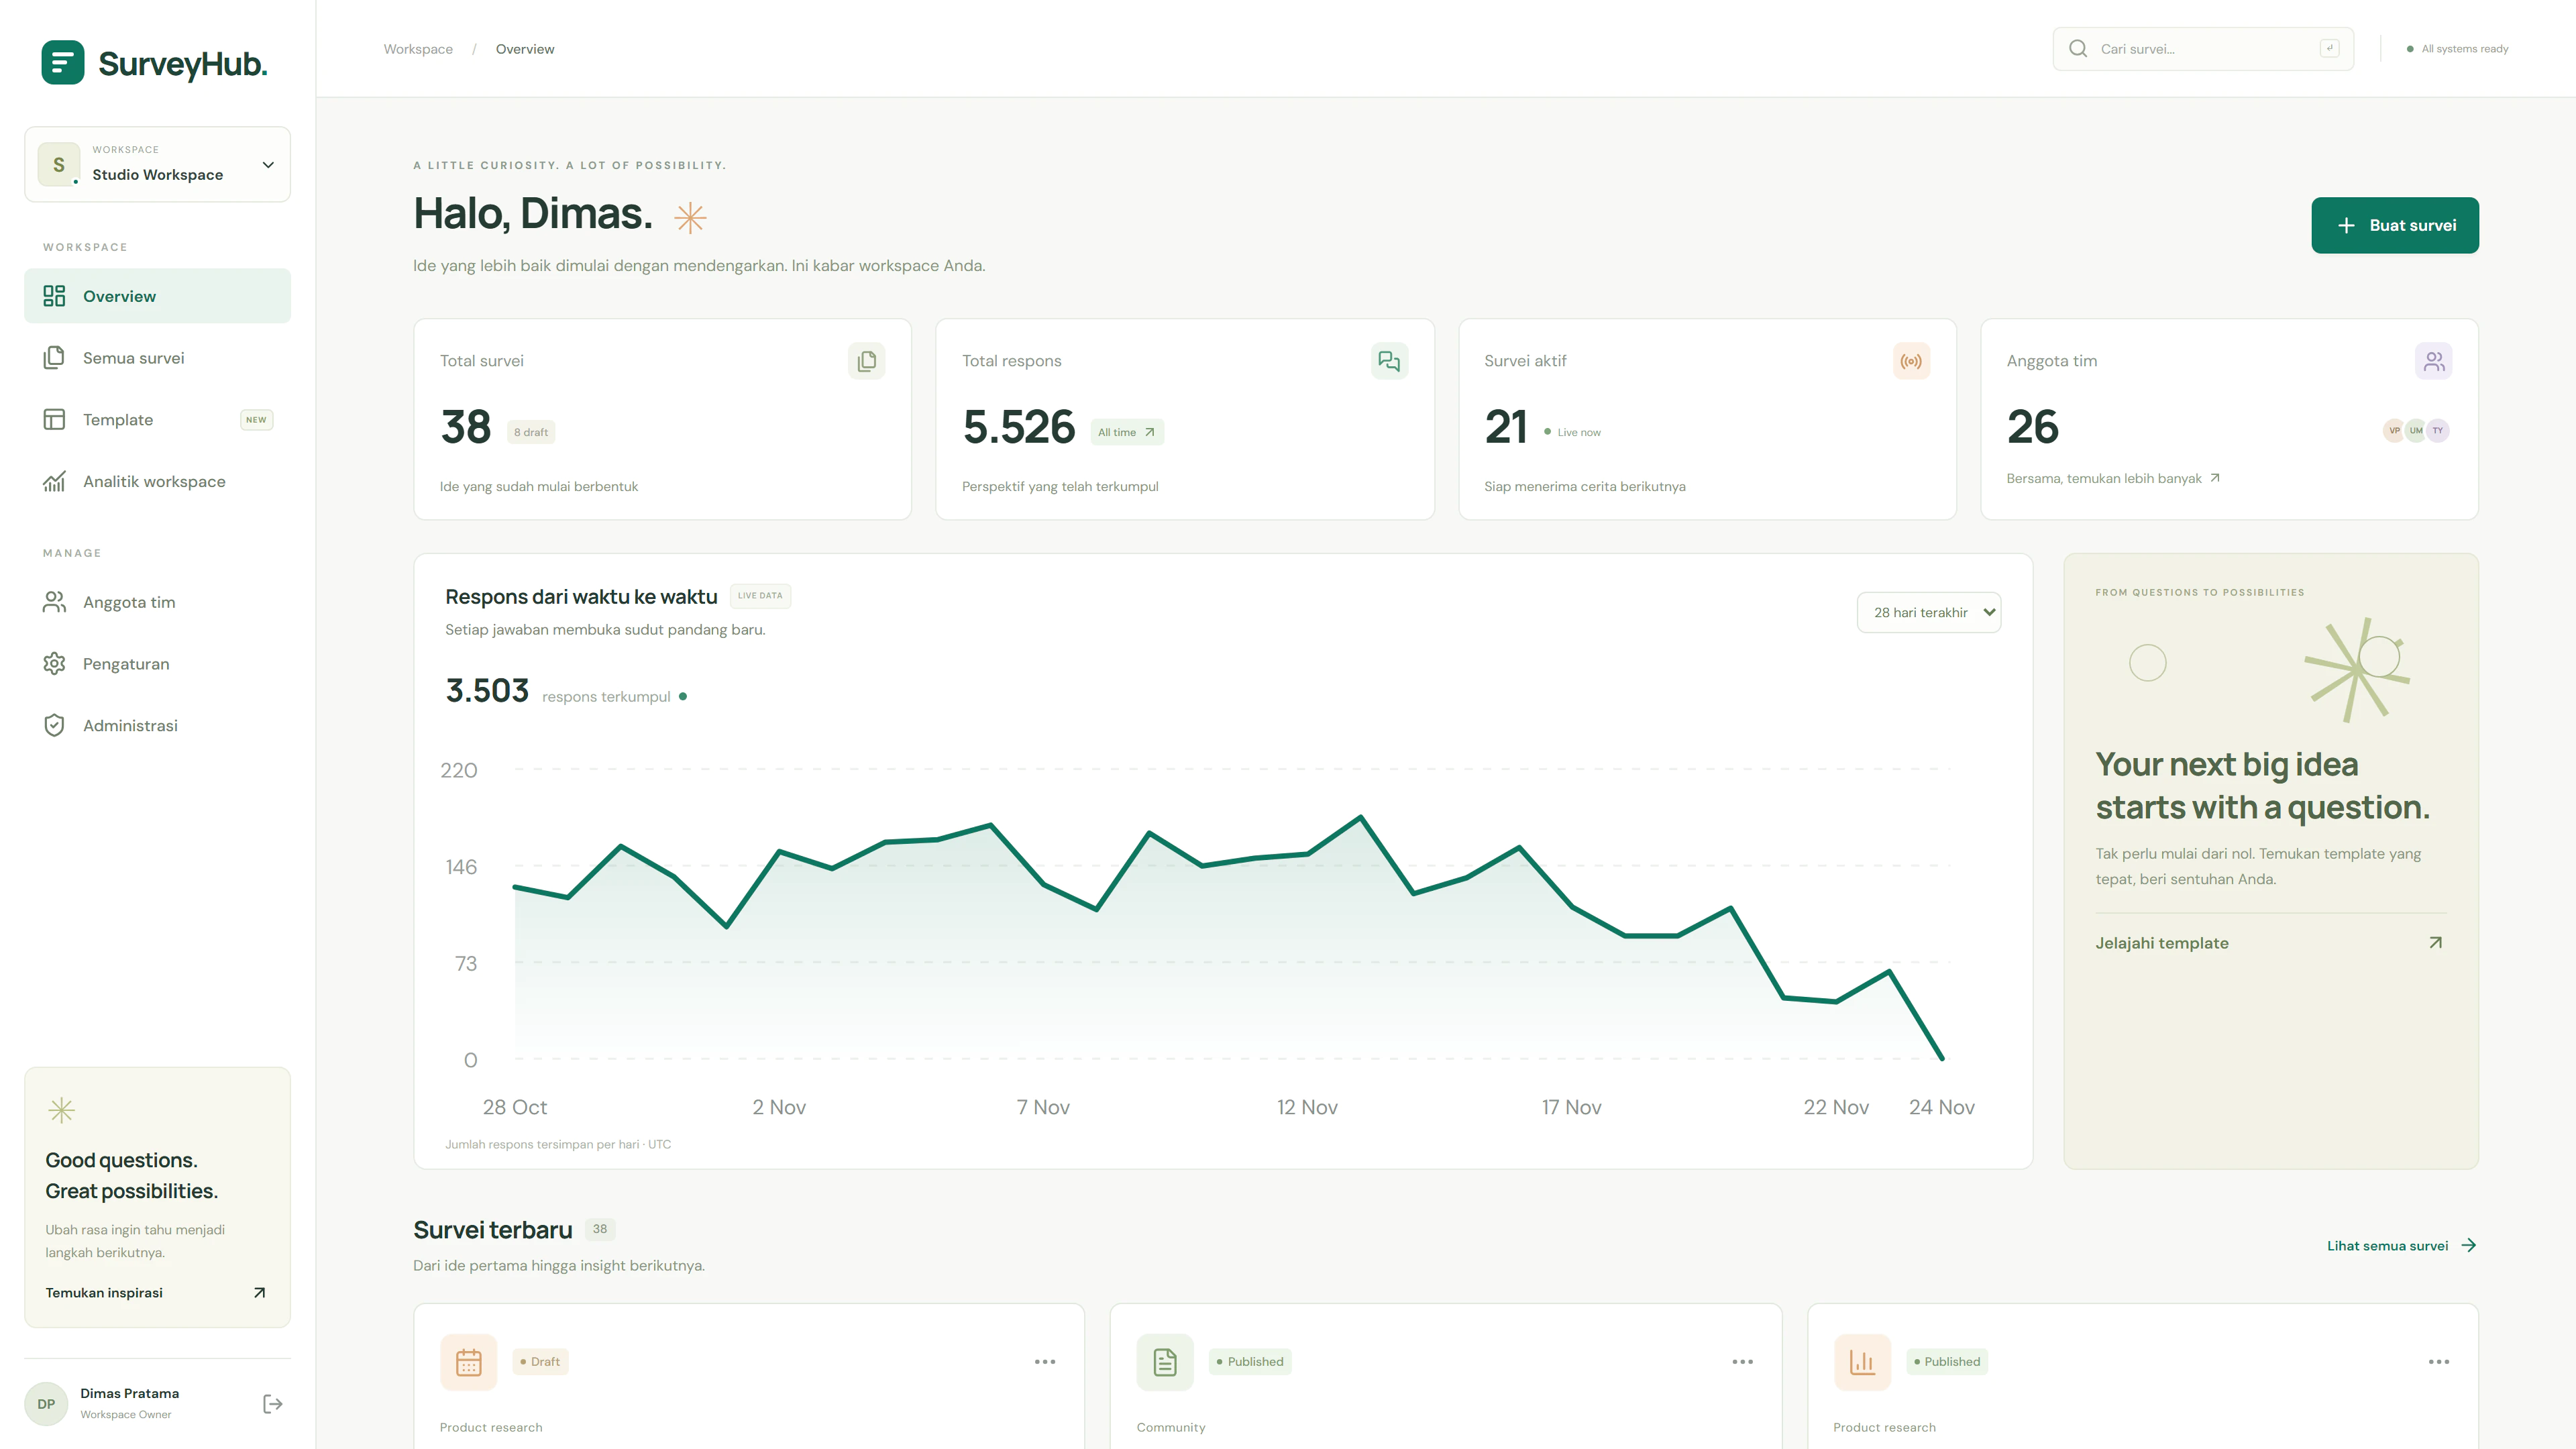 SurveyHub.
WORKSPACE
S
Studio Workspace
WORKSPACE
Overview
Semua survei
Template
NEW
Analitik workspace
MANAGE
Anggota tim
Pengaturan
Administrasi
Good questions.
Great possibilities.
Ubah rasa ingin tahu menjadi
langkah berikutnya.
Temukan inspirasi
DP
Dimas Pratama
Workspace Owner
Workspace / Overview
Cari survei...
All systems ready
A LITTLE CURIOSITY. A LOT OF POSSIBILITY.
Halo, Dimas.
Ide yang lebih baik dimulai dengan mendengarkan. Ini kabar workspace Anda.
Buat survei
Total survei
38
8 draft
Ide yang sudah mulai berbentuk
Total respons
5.526
All time
Perspektif yang telah terkumpul
Survei aktif
21
Live now
Siap menerima cerita berikutnya
Anggota tim
26
VP
UM
TY
Bersama, temukan lebih banyak
Respons dari waktu ke waktu
LIVE DATA
Setiap jawaban membuka sudut pandang baru.
28 hari terakhir
3.503 respons terkumpul
220
146
73
0
28 Oct
2 Nov
7 Nov
12 Nov
17 Nov
22 Nov
24 Nov
Jumlah respons tersimpan per hari · UTC
FROM QUESTIONS TO POSSIBILITIES
Your next big idea
starts with a question.
Tak perlu mulai dari nol. Temukan template yang
tepat, beri sentuhan Anda.
Jelajahi template
Survei terbaru
38
Dari ide pertama hingga insight berikutnya.
Lihat semua survei
Draft
Product research
Published
Community
Published
Product research